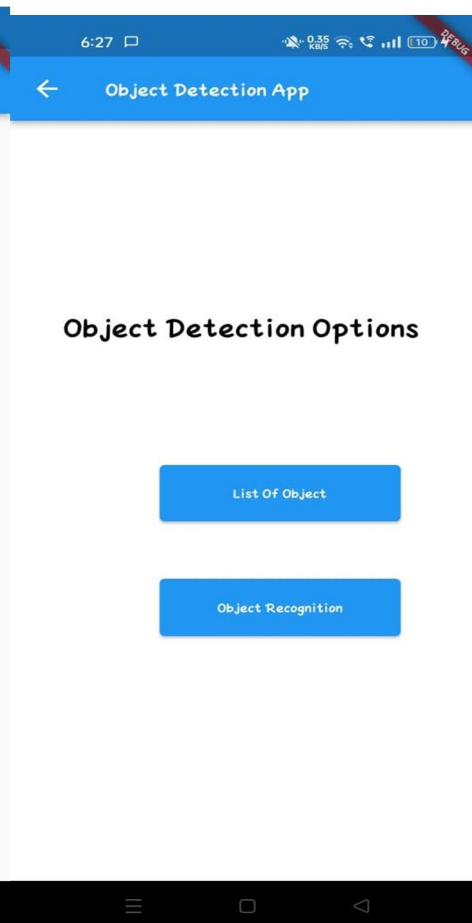 6:27
0.35
KB/S
10
DEBUG
Object Detection App
Object Detection Options
List Of Object
Object Recognition